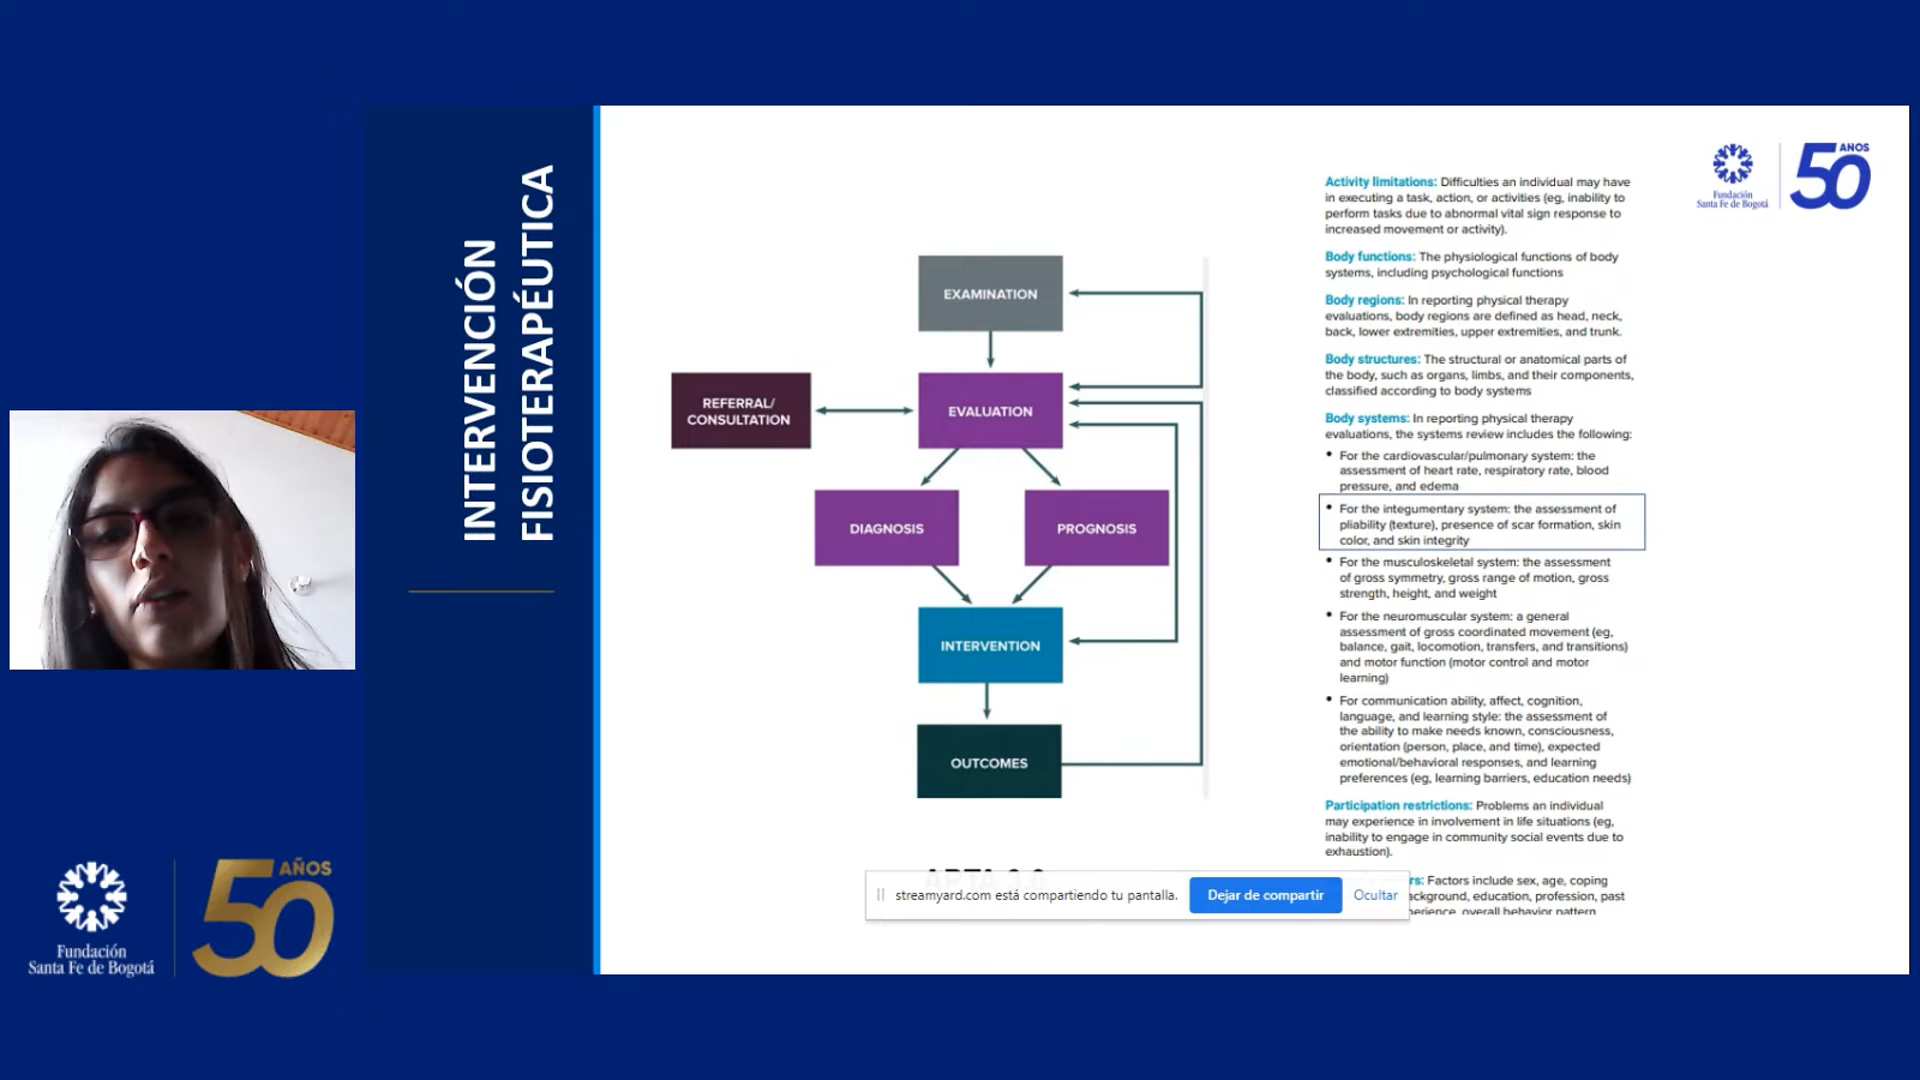 INTERVENCIÓN
FISIOTERAPÉUTICA
EXAMINATION
REFERRAL/
CONSULTATION
EVALUATION
DIAGNOSIS
PROGNOSIS
INTERVENTION
OUTCOMES
Activity limitations: Difficulties an individual may have
in executing a task, action, or activities (eg, inability to
perform tasks due to abnormal vital sign response to
increased movement or activity).
Body functions: The physiological functions of body
systems, including psychological functions
Body regions: In reporting physical therapy
evaluations, body regions are defined as head, neck,
back, lower extremities, upper extremities, and trunk.
Body structures: The structural or anatomical parts of
the body, such as organs, limbs, and their components,
classified according to body systems
Body systems: In reporting physical therapy
evaluations, the systems review includes the following:
• For the cardiovascular/pulmonary system: the
assessment of heart rate, respiratory rate, blood
pressure, and edema
• For the integumentary system: the assessment of
pliability (texture), presence of scar formation, skin
color, and skin integrity
• For the musculoskeletal system: the assessment
of gross symmetry, gross range of motion, gross
strength, height, and weight
• For the neuromuscular system: a general
assessment of gross coordinated movement (eg,
balance, gait, locomotion, transfers, and transitions)
and motor function (motor control and motor
learning)
• For communication ability, affect, cognition,
language, and learning style: the assessment of
the ability to make needs known, consciousness,
orientation (person, place, and time), expected
emotional/behavioral responses, and learning
preferences (eg, learning barriers, education needs)
Participation restrictions: Problems an individual
may experience in involvement in life situations (eg,
inability to engage in community social events due to
exhaustion).
Factors include sex, age, coping
education, profession, past
overall behavior pattern
streamyard.com está compartiendo tu pantalla.
Dejar de compartir
Ocultar
Fundación
Santa Fe de Bogotá
50 AÑOS
Fundación
Santa Fe de Bogotá
50 AÑOS